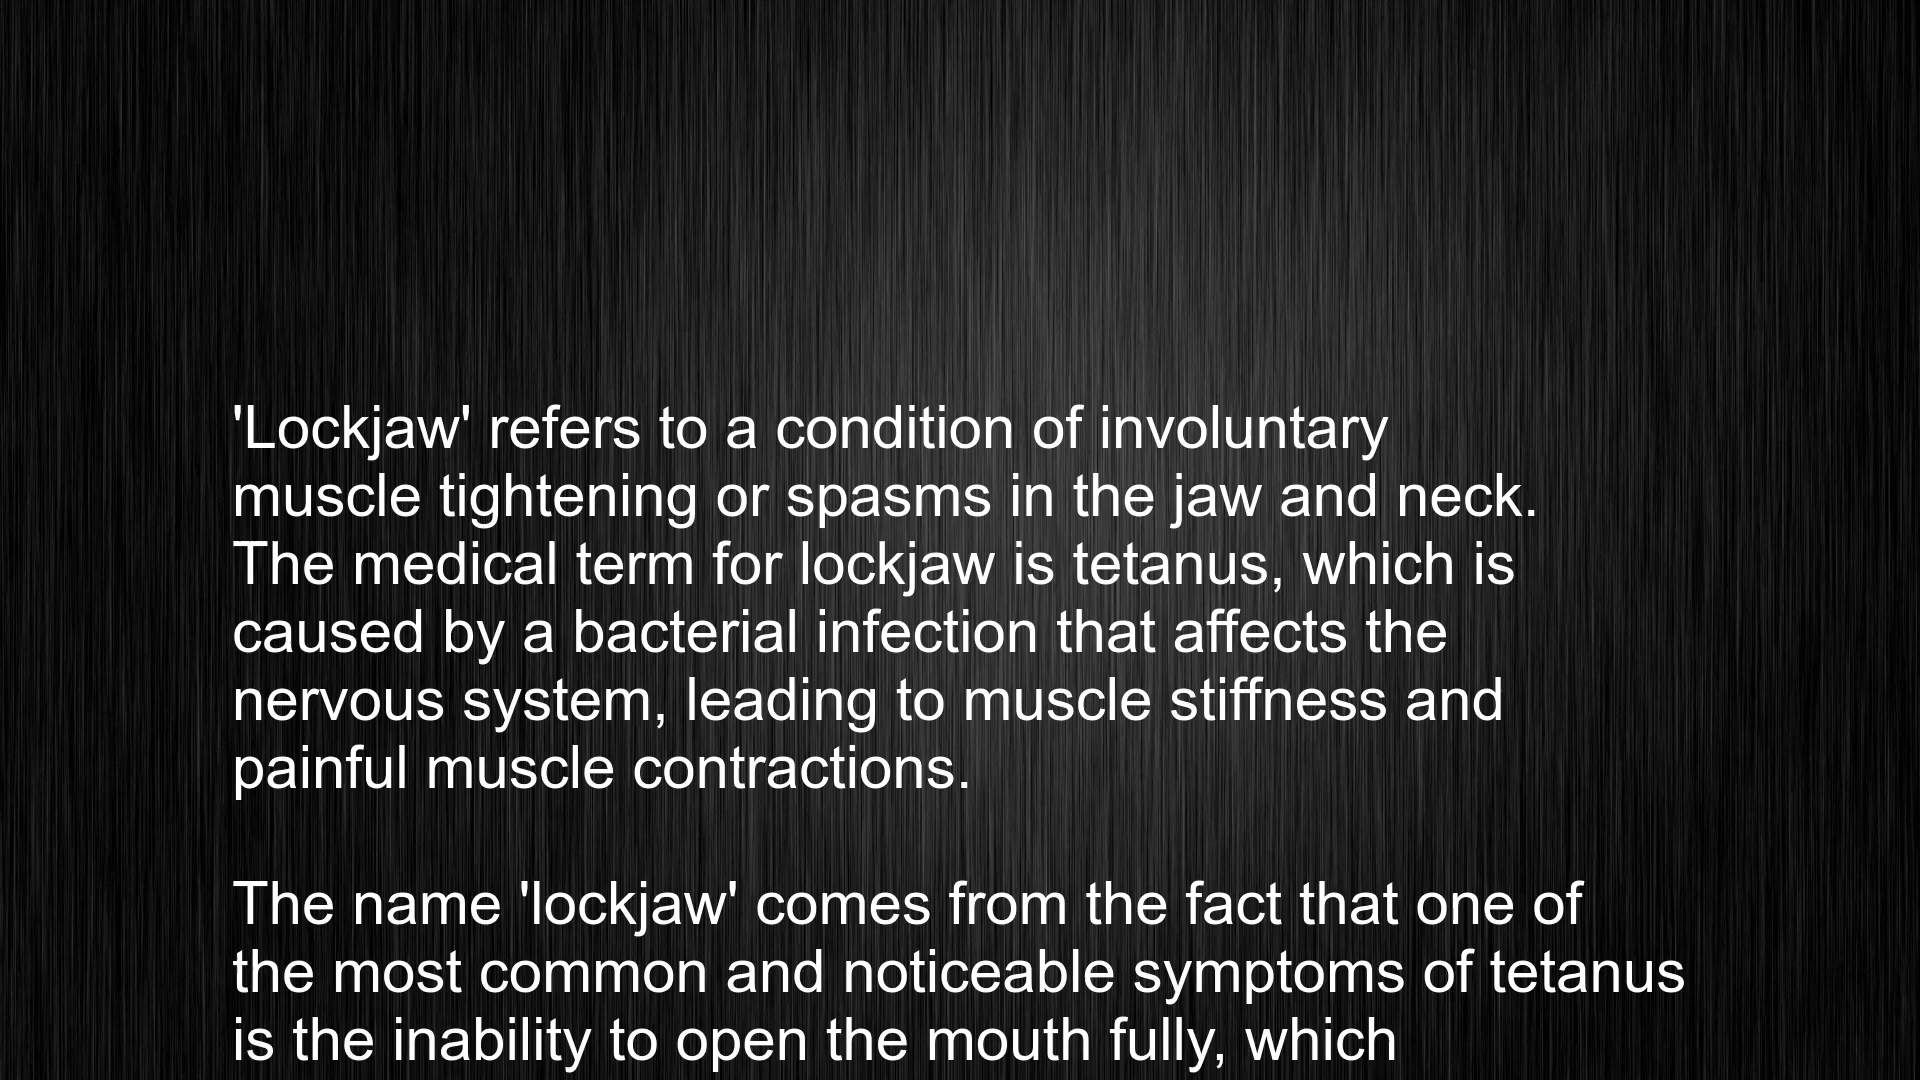 'Lockjaw' refers to a condition of involuntary
muscle tightening or spasms in the jaw and neck.
The medical term for lockjaw is tetanus, which is
caused by a bacterial infection that affects the
nervous system, leading to muscle stiffness and
painful muscle contractions.
The name 'lockjaw' comes from the fact that one of
the most common and noticeable symptoms of tetanus
is the inability to open the mouth fully, which